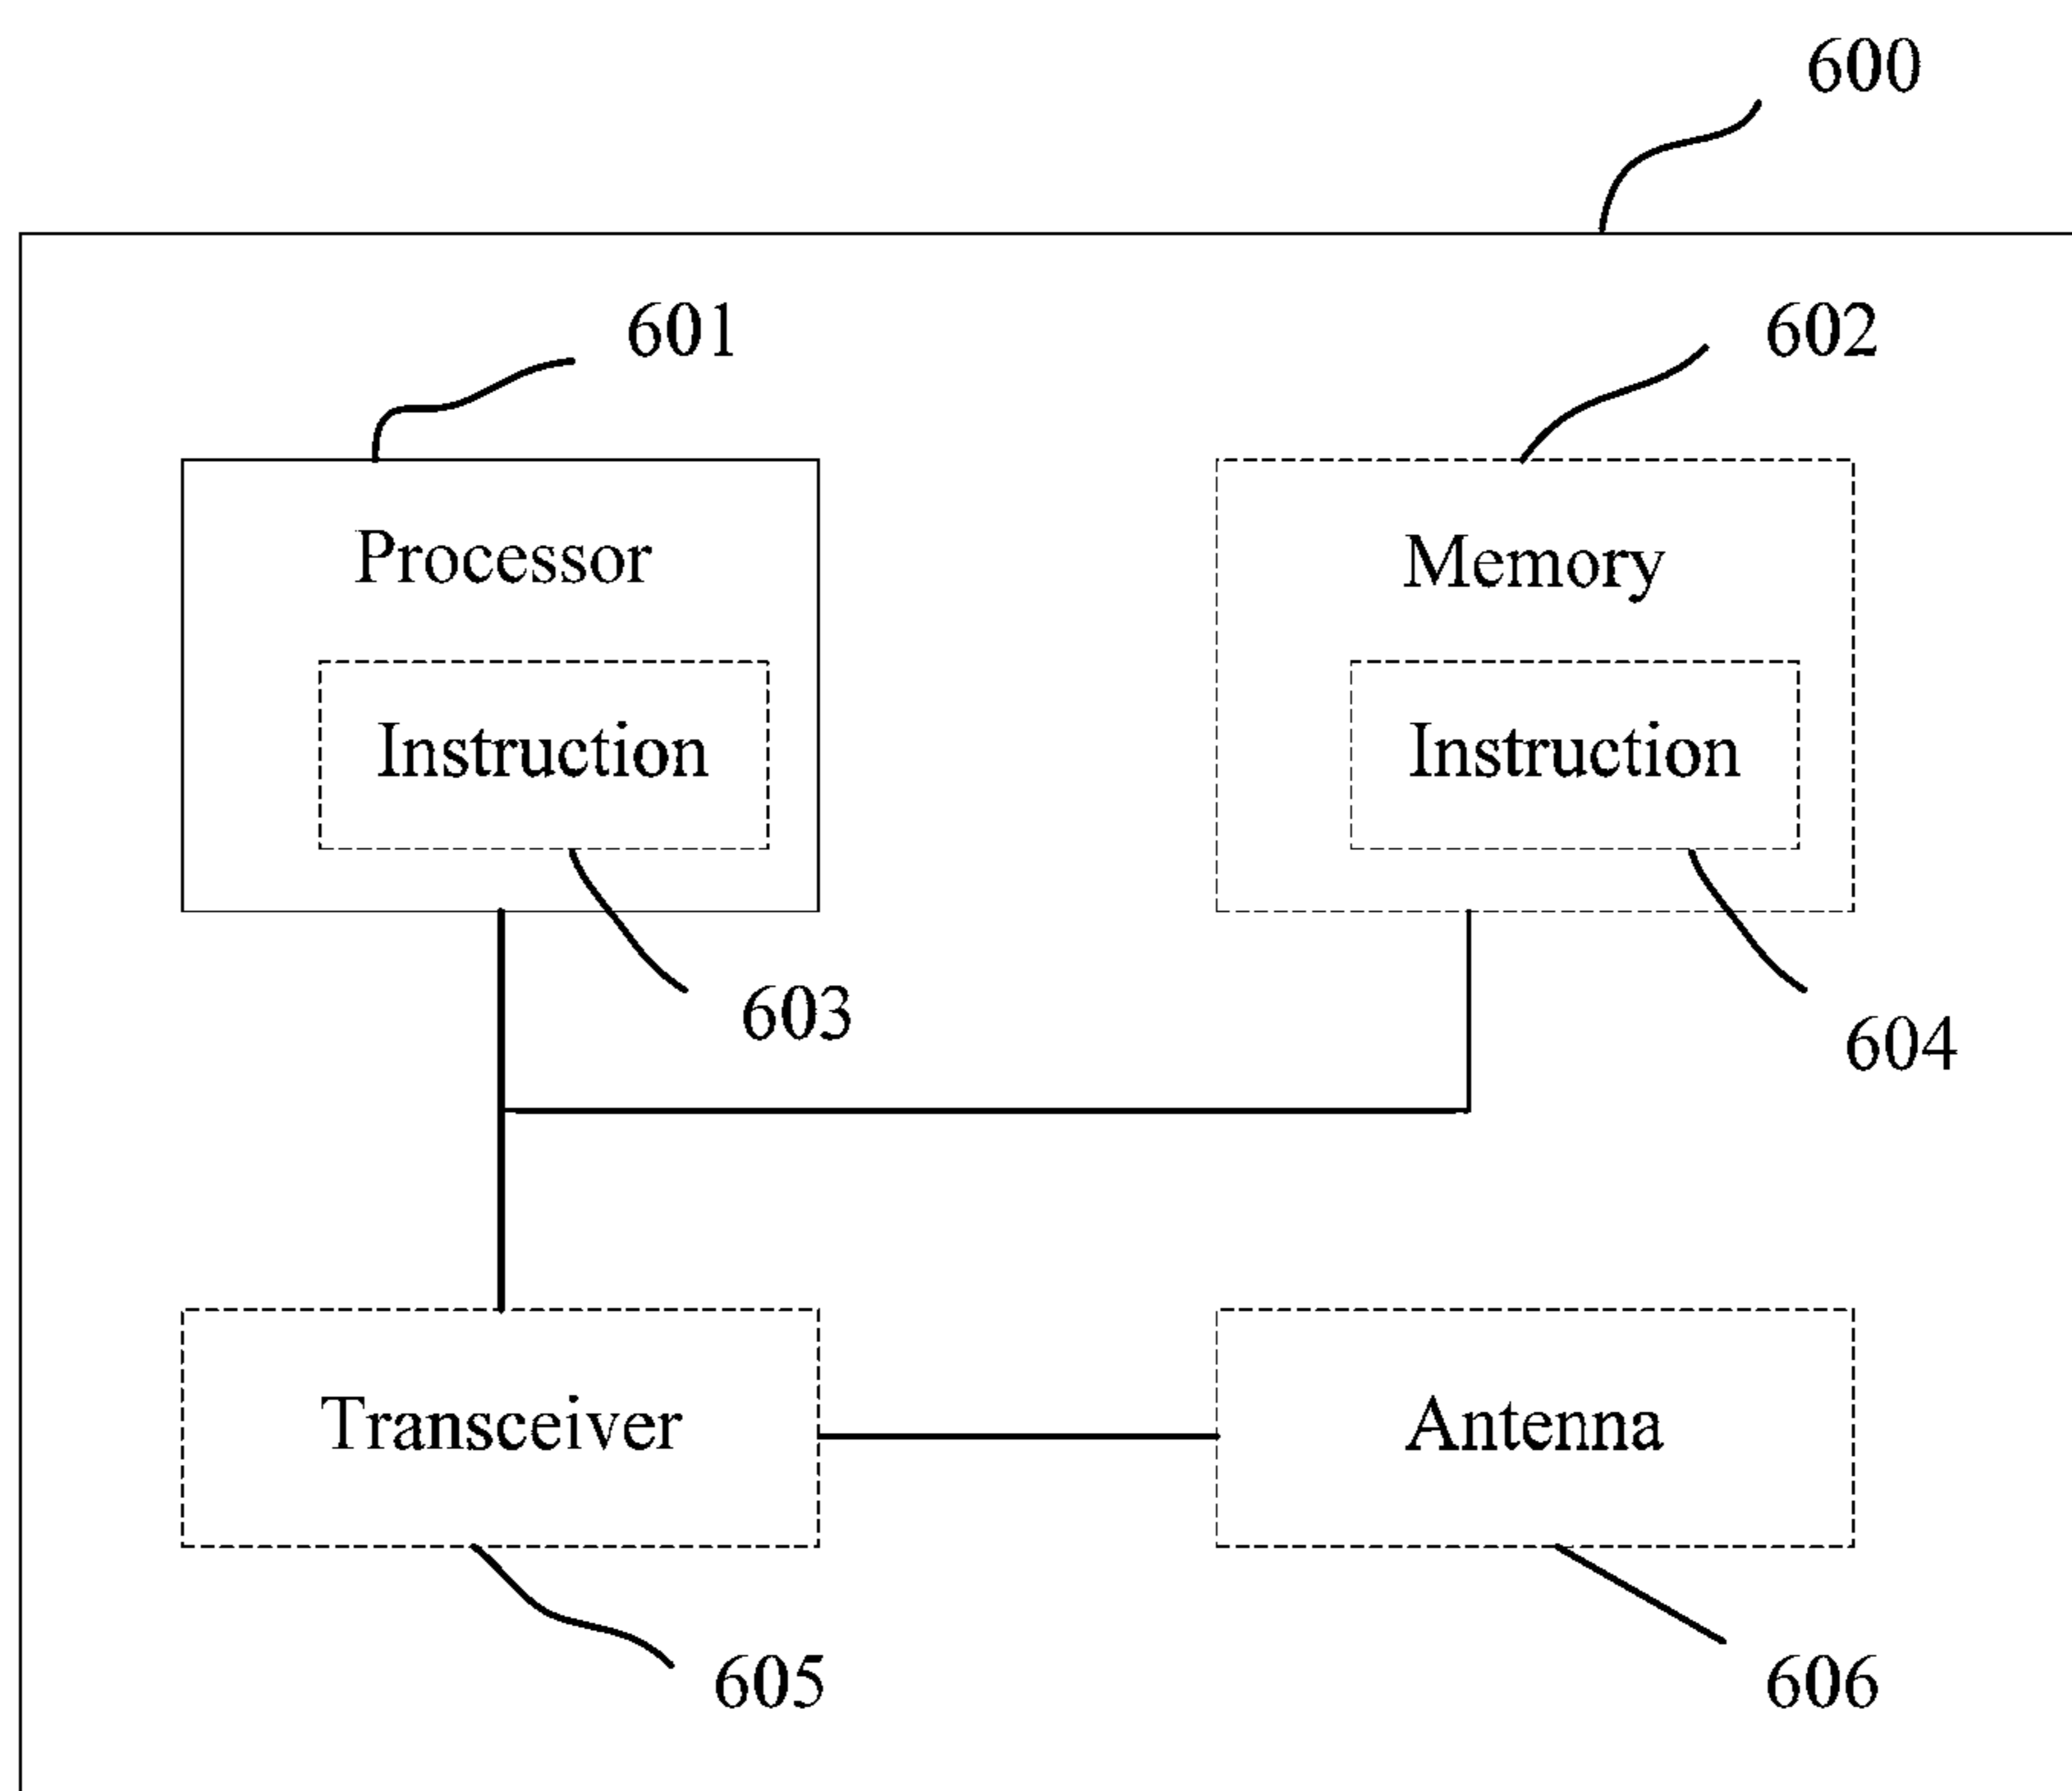 600
601
602
Processor
Memory
Instruction
Instruction
603
604
Transceiver
Antenna
605
606